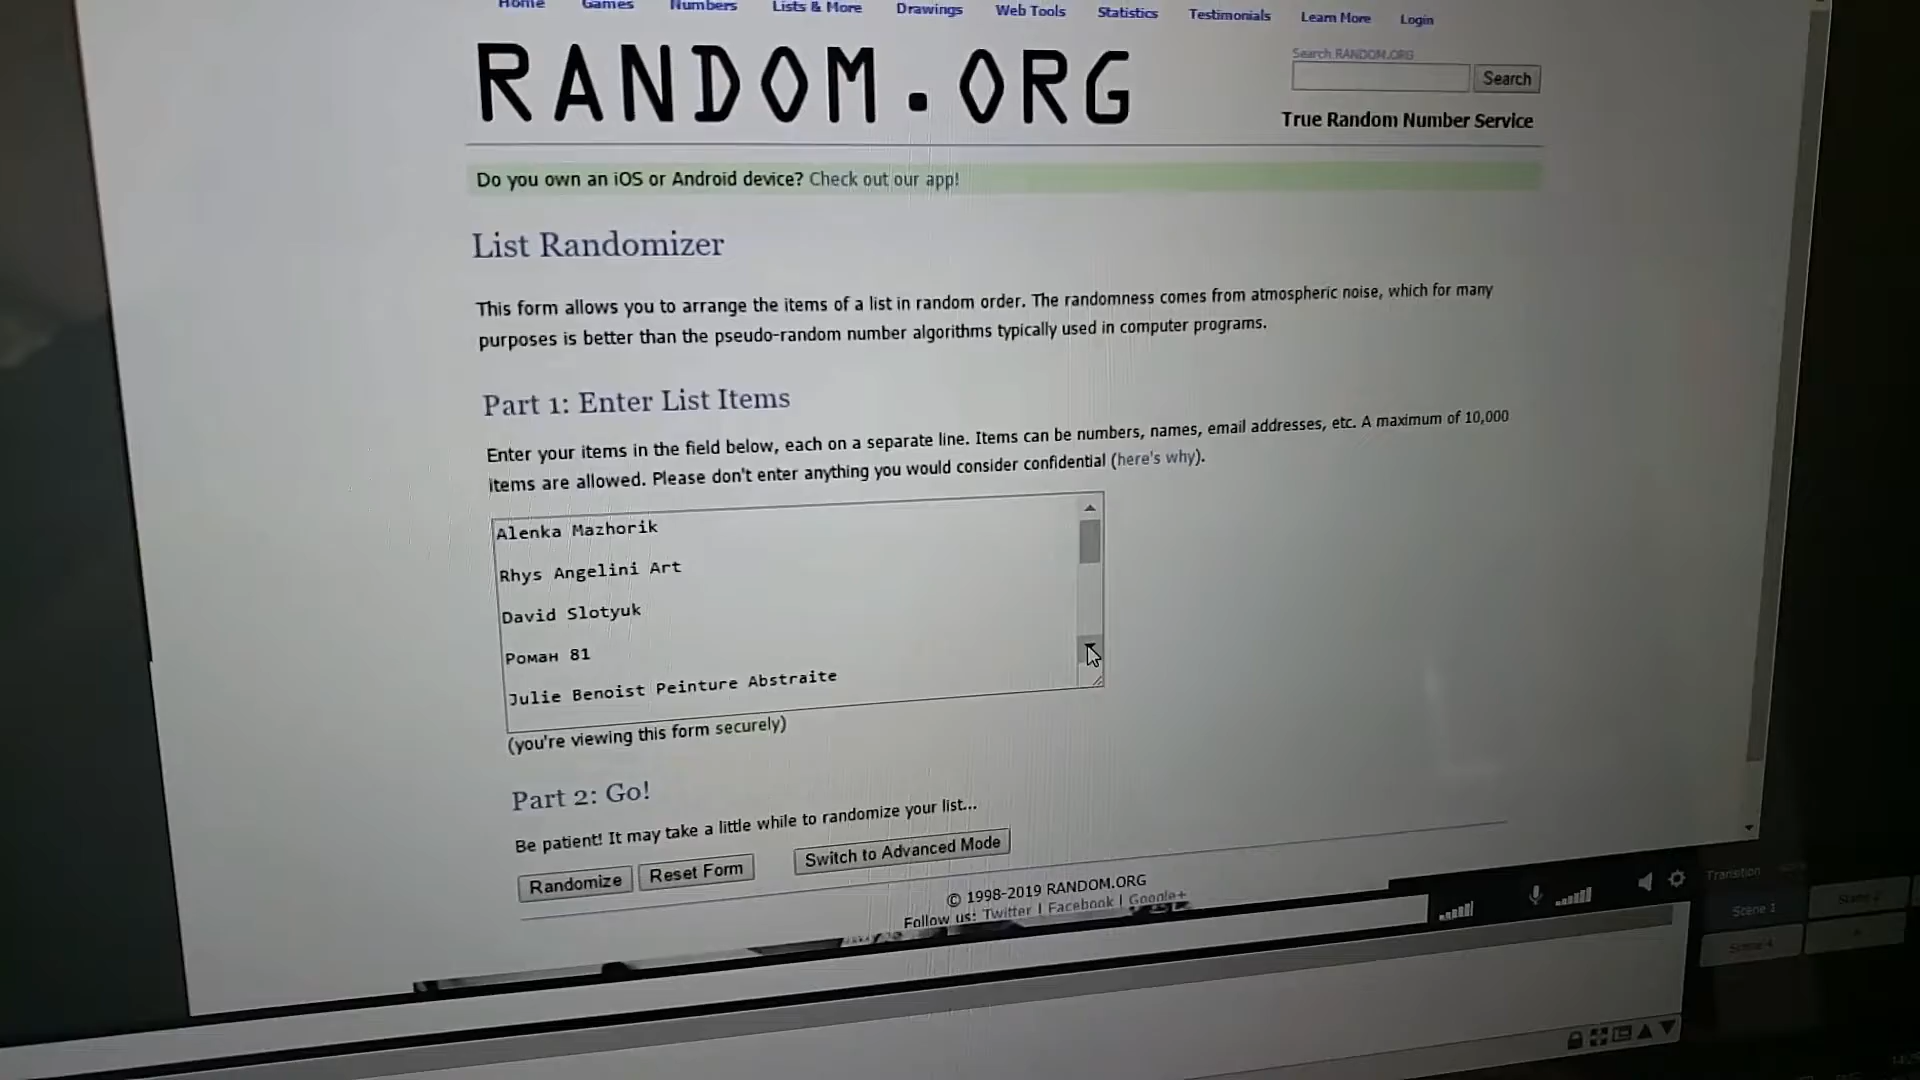 Home Games Numbers Lists & More Drawings Web Tools Statistics Testimonials Learn More Login
RANDOM.ORG
Search RANDOM.ORG
Search
True Random Number Service
Do you own an iOS or Android device? Check out our app!
List Randomizer
This form allows you to arrange the items of a list in random order. The randomness comes from atmospheric noise, which for many
purposes is better than the pseudo-random number algorithms typically used in computer programs.
Part 1: Enter List Items
Enter your items in the field below, each on a separate line. Items can be numbers, names, email addresses, etc. A maximum of 10,000
items are allowed. Please don't enter anything you would consider confidential (here's why).
Alenka Mazhorik
Rhys Angelini Art
David Slotyuk
Роман 81
Julie Benoist Peinture Abstraite
(you're viewing this form securely)
Part 2: Go!
Be patient! It may take a little while to randomize your list...
Randomize Reset Form Switch to Advanced Mode
© 1998-2019 RANDOM.ORG
Follow us: Twitter | Facebook | Google+
Transition
Scene 1
Scene 4